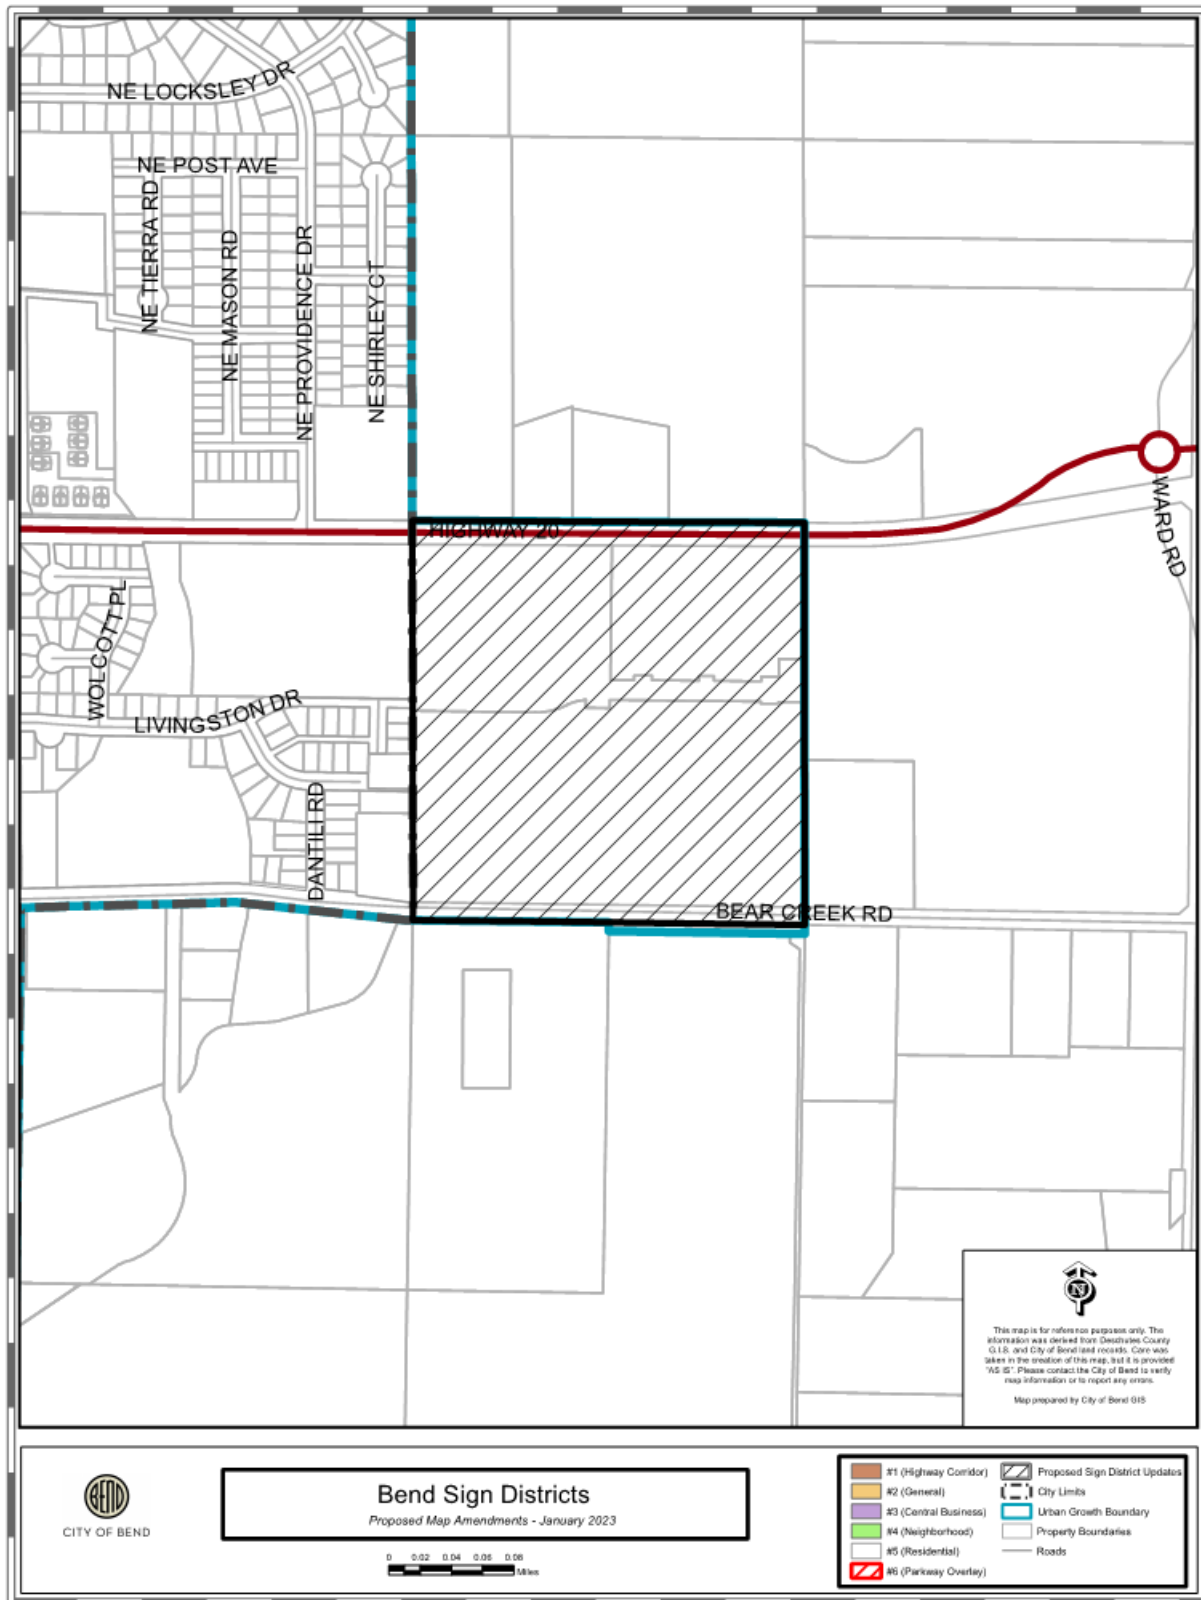 NE LOCKSLEY DR
NE POST AVE
NE TIERRA RD
NE MASON RD
NE PROVIDENCE DR
NE SHIRLEY CT
HIGHWAY 20
WARD RD
WOLCOTT PL
LIVINGSTON DR
DANTILI RD
BEAR CREEK RD
N
This map is for reference purposes only. The
information was derived from Deschutes County
G.I.S. and City of Bend land records. Care was
taken in the creation of this map, but it is provided
"AS IS". Please contact the City of Bend to verify
map information or to report any errors.
Map prepared by City of Bend GIS
BEND
CITY OF BEND
Bend Sign Districts
Proposed Map Amendments - January 2023
0 0.02 0.04 0.06 0.08
Miles
#1 (Highway Corridor)
#2 (General)
#3 (Central Business)
#4 (Neighborhood)
#5 (Residential)
#6 (Parkway Overlay)
Proposed Sign District Updates
City Limits
Urban Growth Boundary
Property Boundaries
Roads